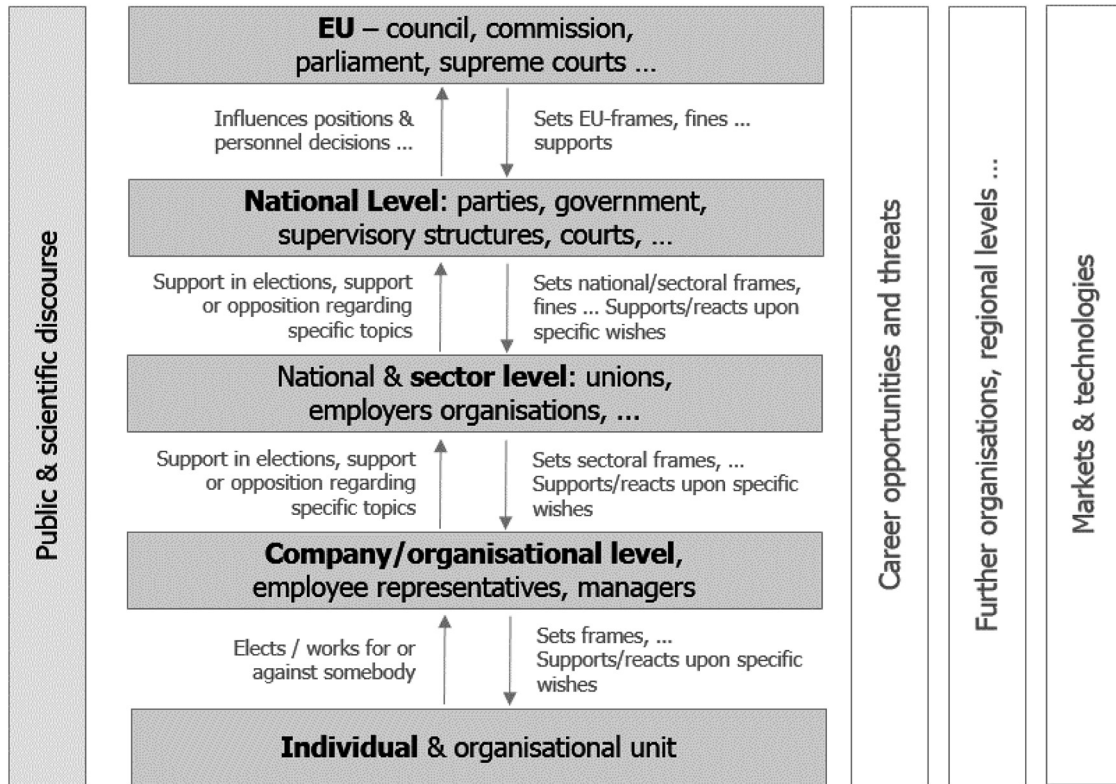 Public & scientific discourse
EU – council, commission,
parliament, supreme courts ...
Influences positions &
personnel decisions ...
Sets EU-frames, fines ...
supports
National Level: parties, government,
supervisory structures, courts, ...
Support in elections, support
or opposition regarding
specific topics
Sets national/sectoral frames,
fines ... Supports/reacts upon
specific wishes
National & sector level: unions,
employers organisations, ...
Support in elections, support
or opposition regarding
specific topics
Sets sectoral frames, ...
Supports/reacts upon specific
wishes
Company/organisational level,
employee representatives, managers
Elects / works for or
against somebody
Sets frames, ...
Supports/reacts upon specific
wishes
Individual & organisational unit
Career opportunities and threats
Further organisations, regional levels ...
Markets & technologies